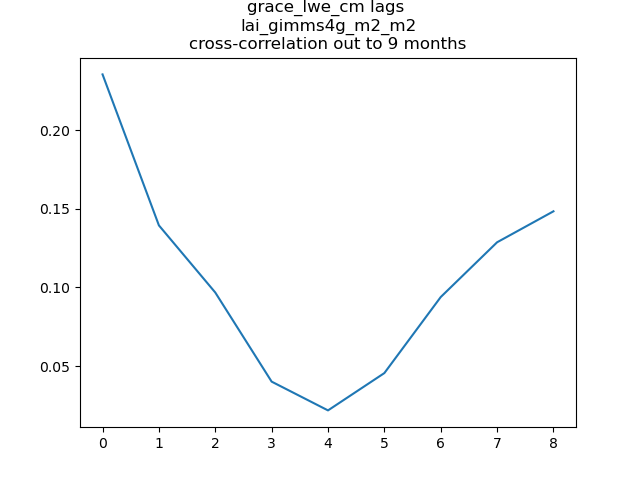 grace_lwe_cm lags
lai_gimms4g_m2_m2
cross-correlation out to 9 months
0.20
0.15
0.10
0.05
0 1 2 3 4 5 6 7 8